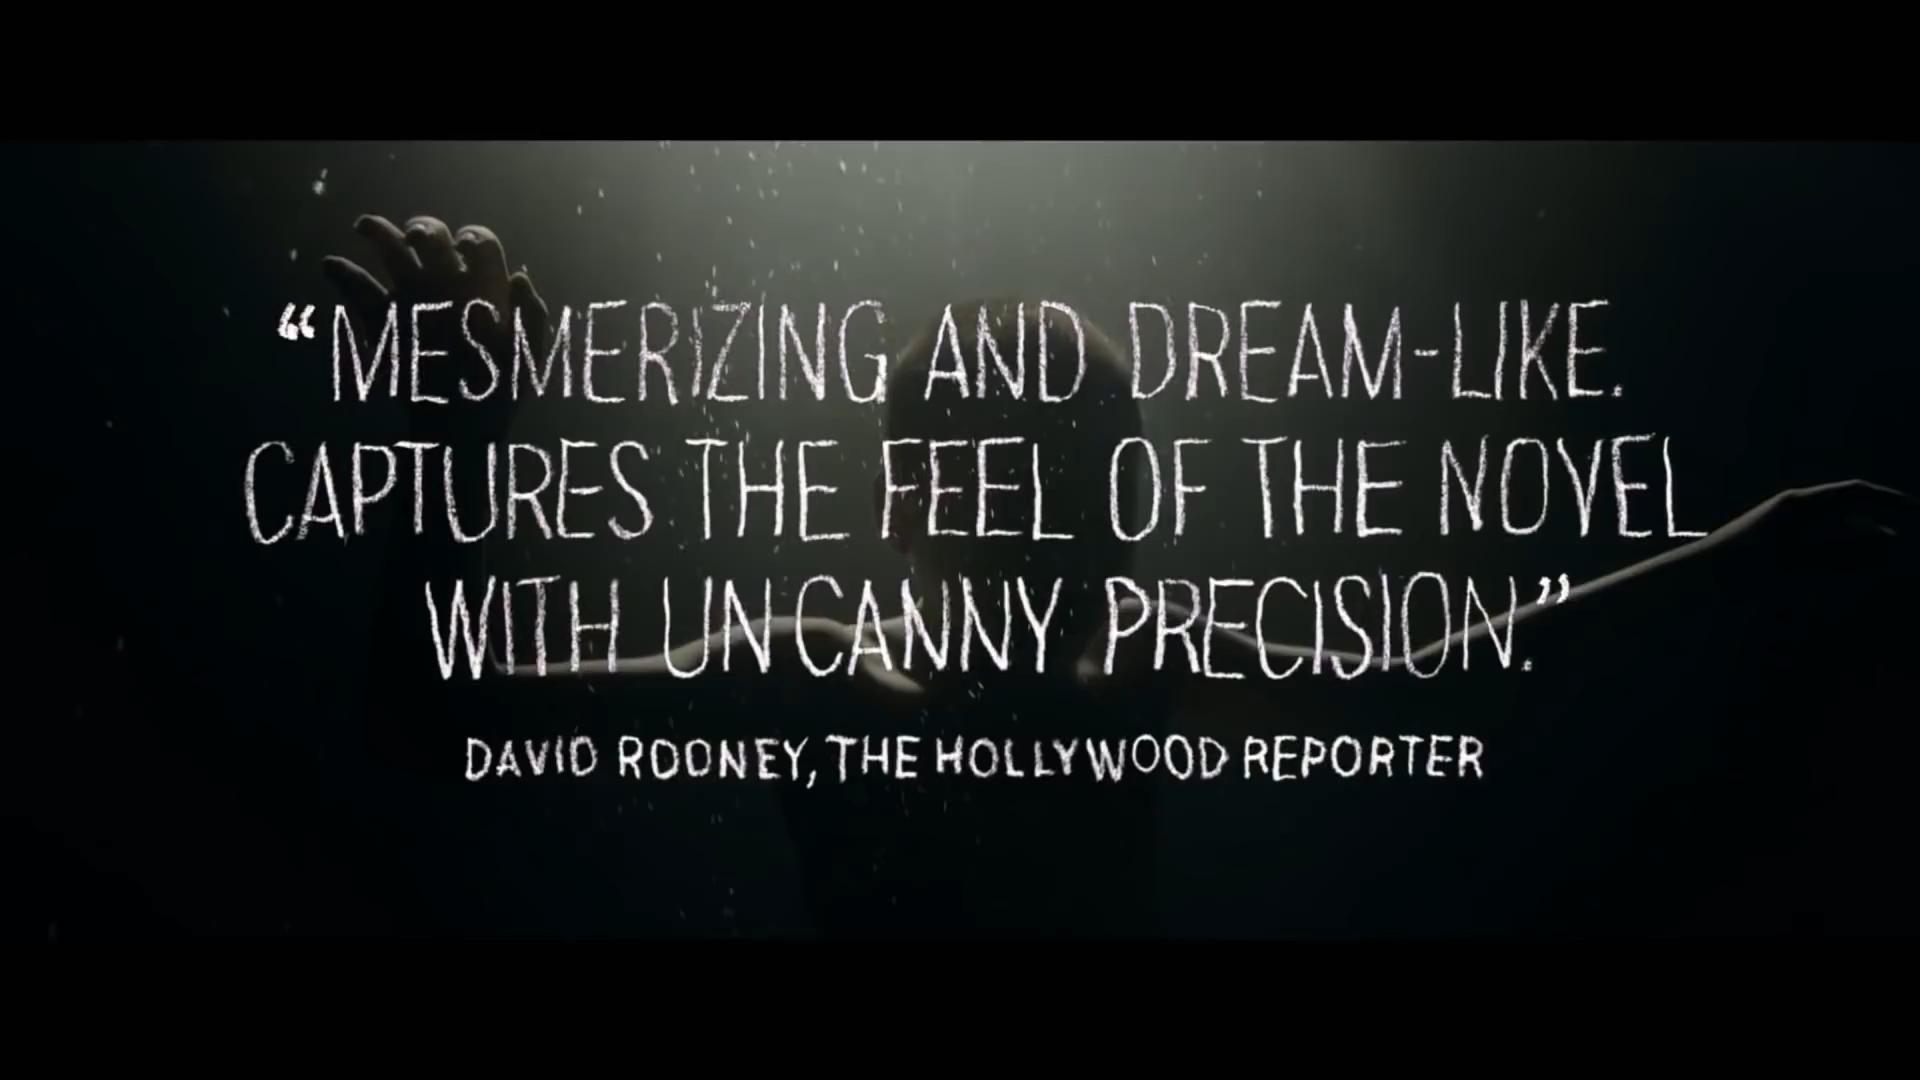 “MESMERIZING AND DREAM-LIKE.
CAPTURES THE FEEL OF THE NOVEL
WITH UNCANNY PRECISION.”
DAVID ROONEY, THE HOLLYWOOD REPORTER